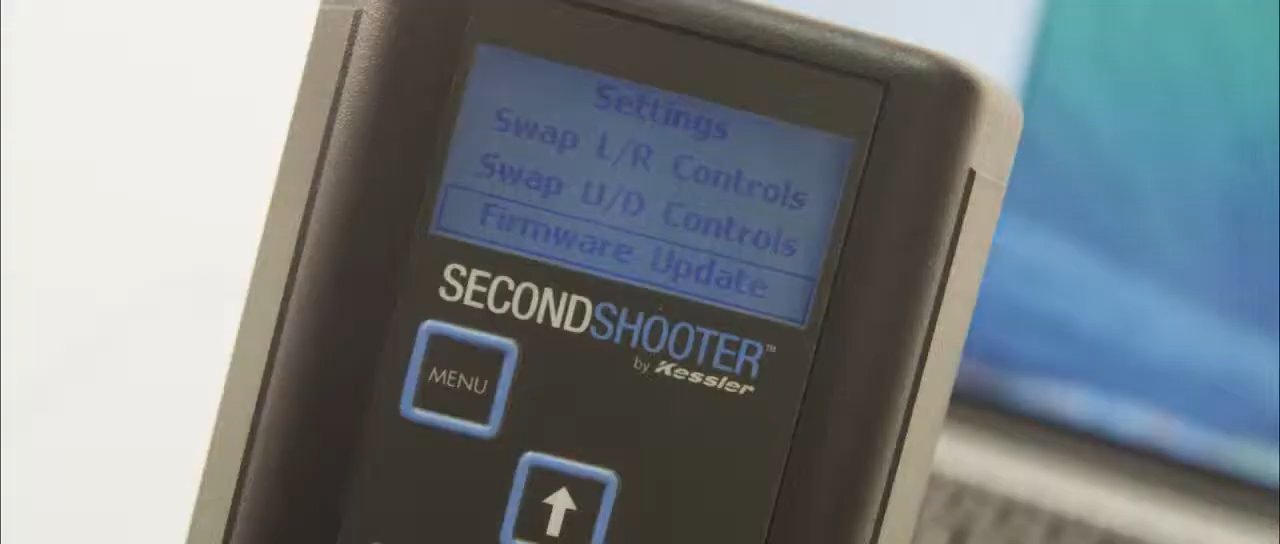 Settings
Swap L/R Controls
Swap U/D Controls
Firmware Update
SECONDSHOOTER™
by Kessler
MENU